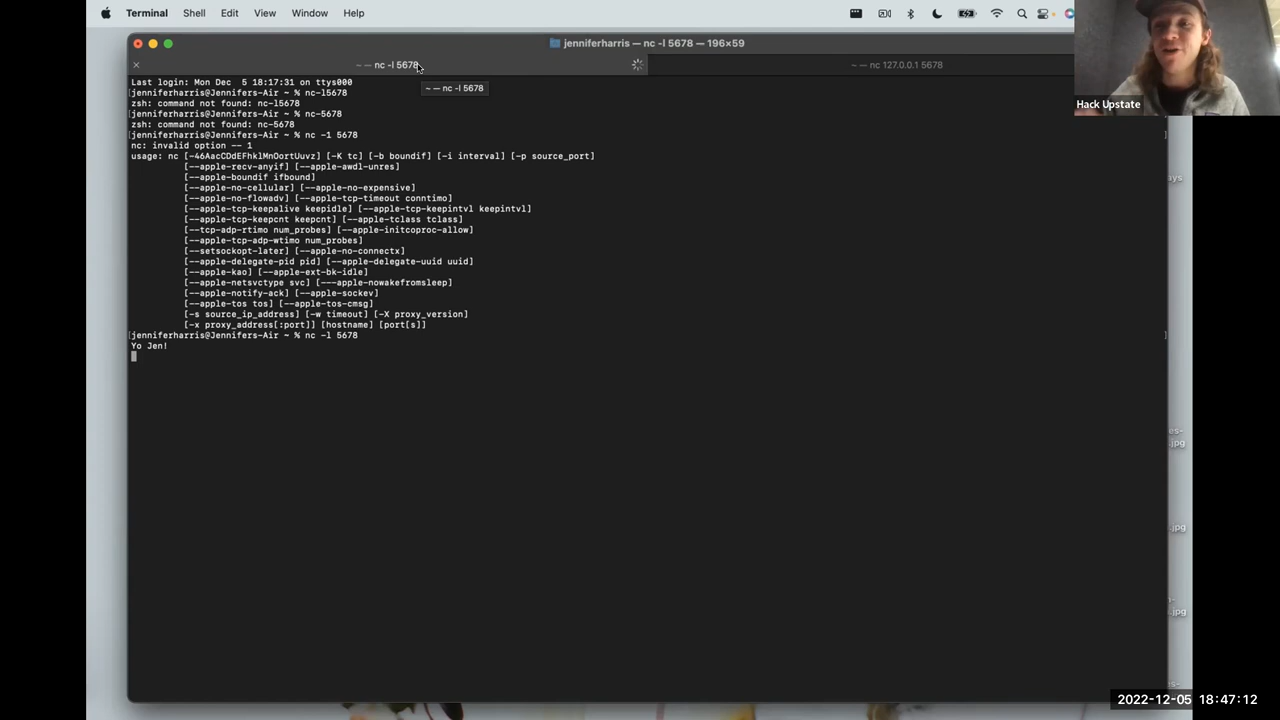 Terminal Shell Edit View Window Help
jenniferharris — nc -l 5678 — 196×59
~ — nc -l 5678
~ — nc 127.0.0.1 5678
~ — nc -l 5678
Last login: Mon Dec  5 18:17:31 on ttys000
[jenniferharris@Jennifers-Air ~ % nc-l5678
zsh: command not found: nc-l5678
[jenniferharris@Jennifers-Air ~ % nc-5678
zsh: command not found: nc-5678
[jenniferharris@Jennifers-Air ~ % nc -1 5678
nc: invalid option -- 1
usage: nc [-46AacCDdEFhklMnOortUuvz] [-K tc] [-b boundif] [-i interval] [-p source_port]
[--apple-recv-anyif] [--apple-awdl-unres]
[--apple-boundif ifbound]
[--apple-no-cellular] [--apple-no-expensive]
[--apple-no-flowadv] [--apple-tcp-timeout conntimo]
[--apple-tcp-keepalive keepidle] [--apple-tcp-keepintvl keepintvl]
[--apple-tcp-keepcnt keepcnt] [--apple-tclass tclass]
[--tcp-adp-rtimo num_probes] [--apple-initcoproc-allow]
[--apple-tcp-adp-wtimo num_probes]
[--setsockopt-later] [--apple-no-connectx]
[--apple-delegate-pid pid] [--apple-delegate-uuid uuid]
[--apple-kao] [--apple-ext-bk-idle]
[--apple-netsvctype svc] [---apple-nowakefromsleep]
[--apple-notify-ack] [--apple-sockev]
[--apple-tos tos] [--apple-tos-cmsg]
[-s source_ip_address] [-w timeout] [-X proxy_version]
[-x proxy_address[:port]] [hostname] [port[s]]
[jenniferharris@Jennifers-Air ~ % nc -l 5678 ]
Yo Jen!
Hack Upstate
ays
es-
.jpg
.jpg
.jpg
2022-12-05 18:47:12